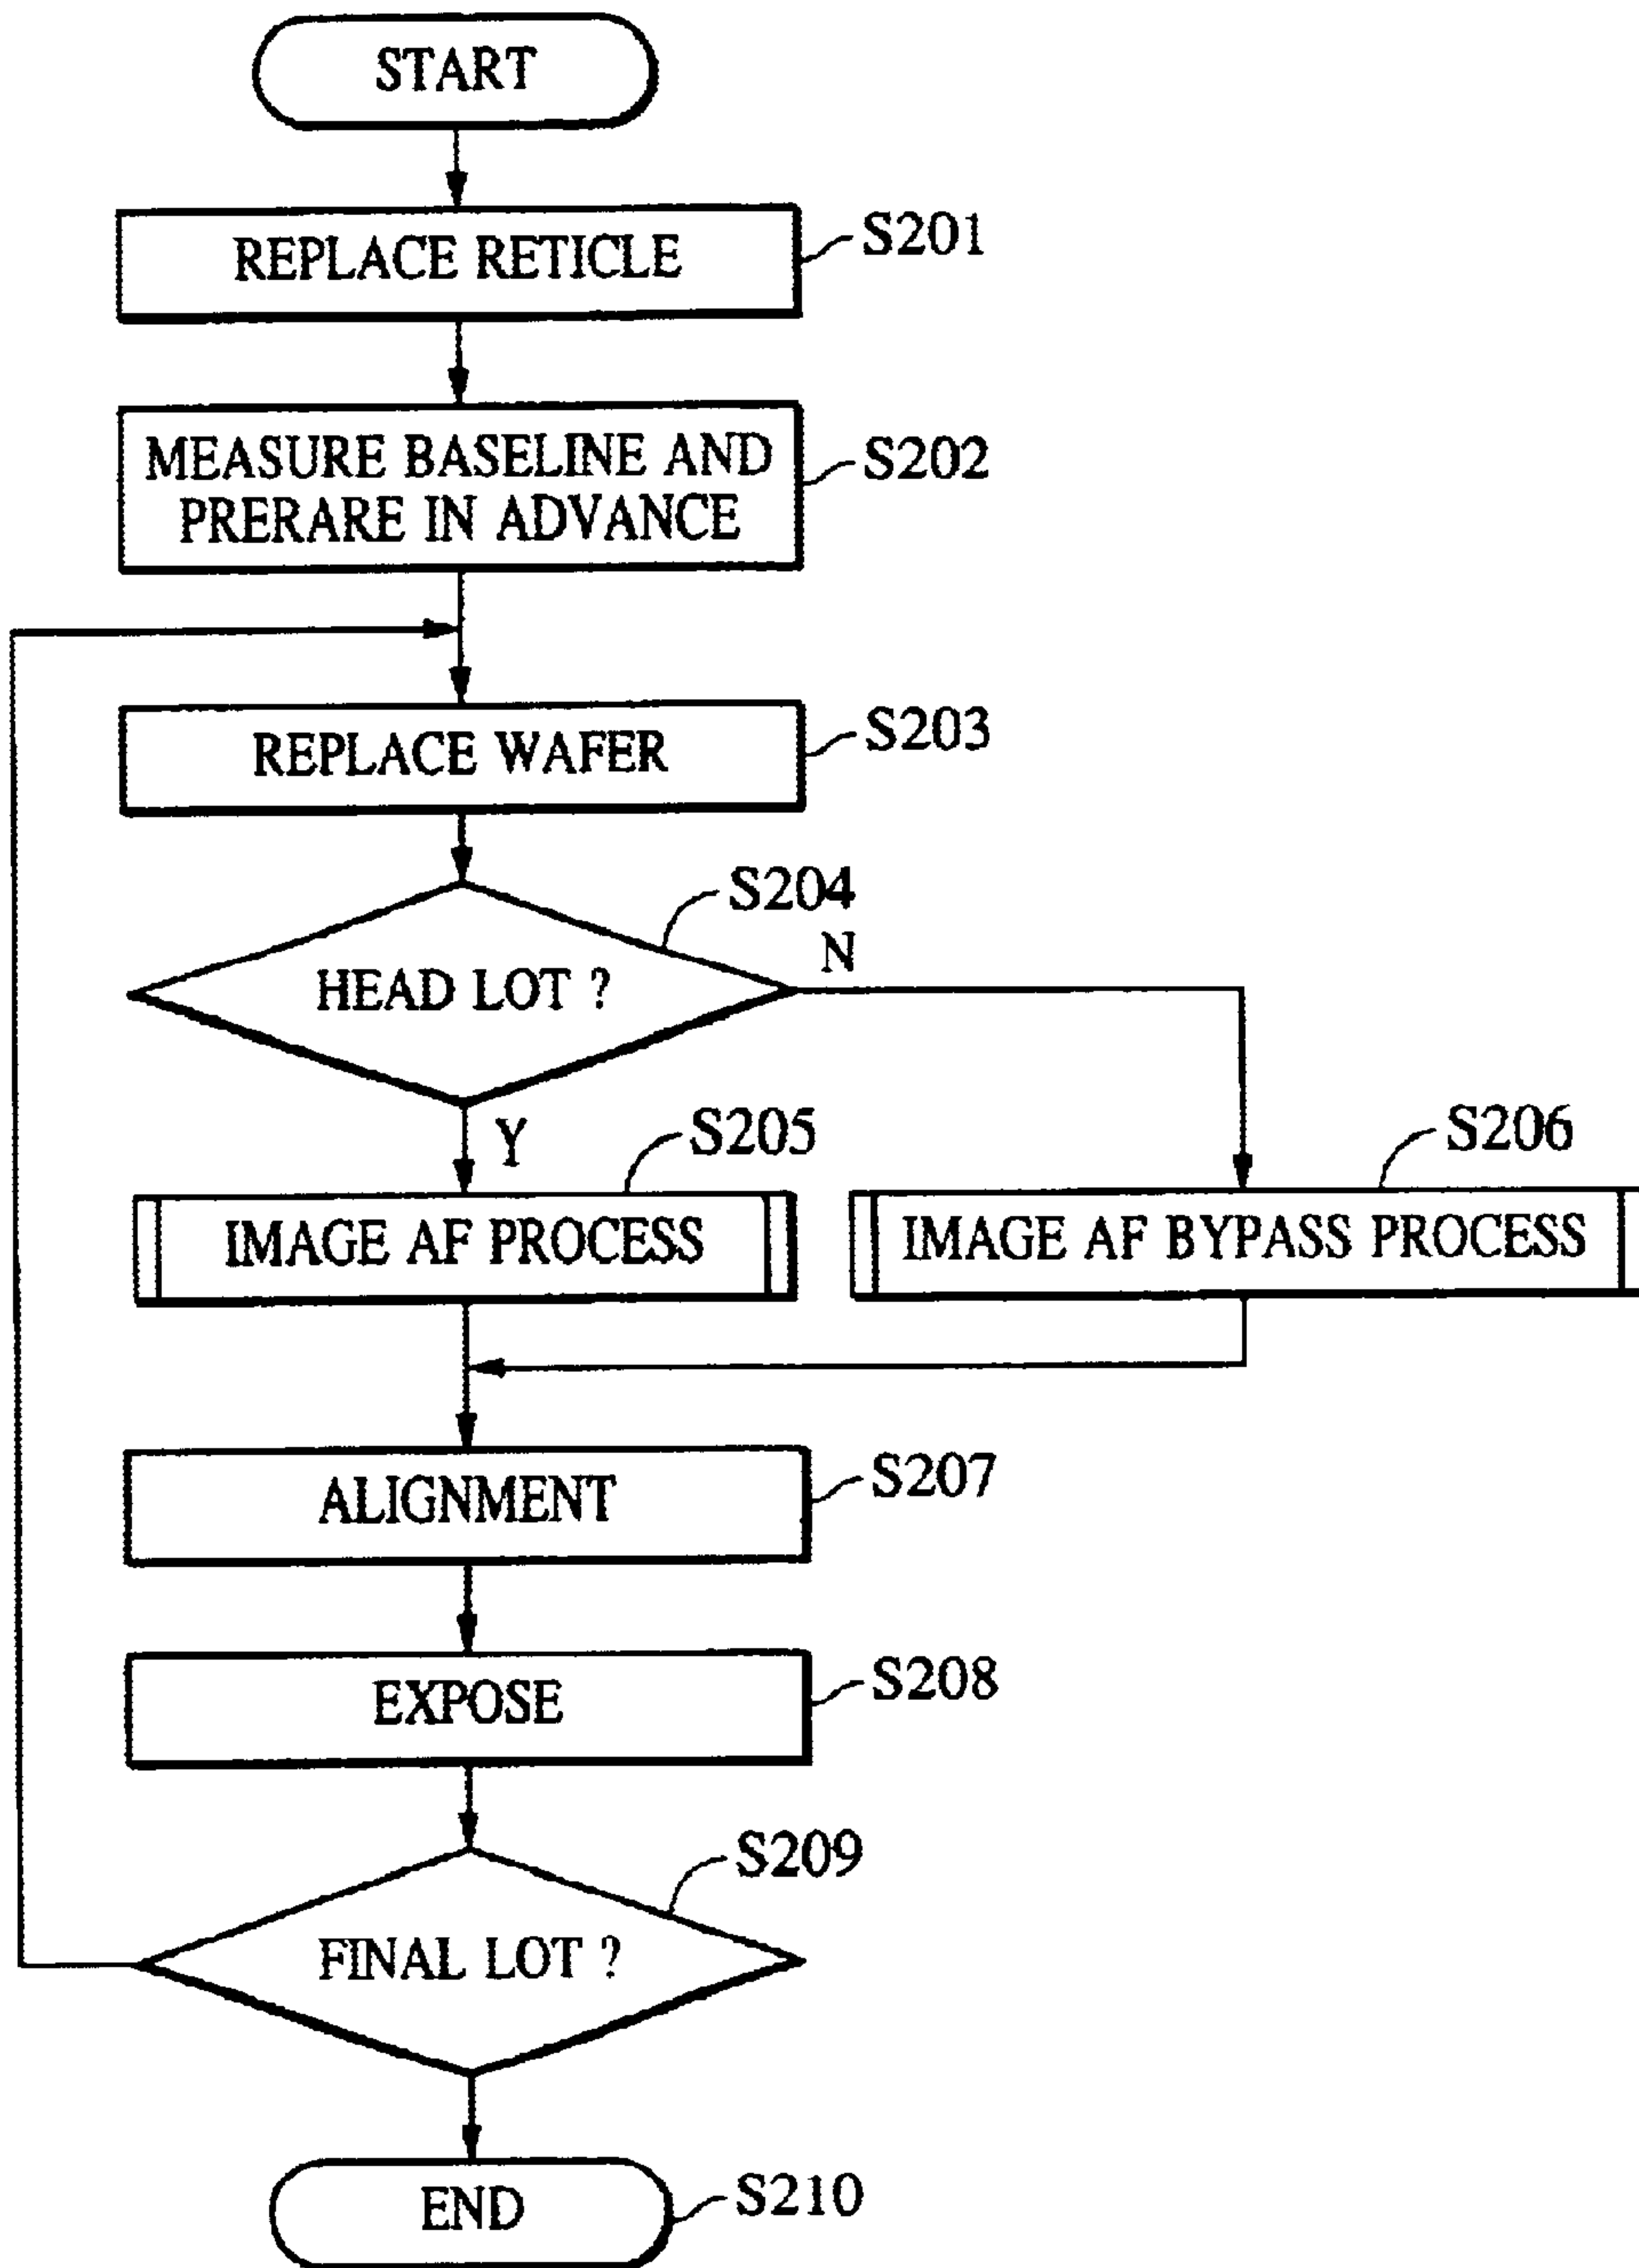 START
REPLACE RETICLE
S201
MEASURE BASELINE AND
PRERARE IN ADVANCE
S202
REPLACE WAFER
S203
S204
HEAD LOT ?
N
Y
S205
S206
IMAGE AF PROCESS
IMAGE AF BYPASS PROCESS
ALIGNMENT
S207
EXPOSE
S208
S209
FINAL LOT ?
END
S210